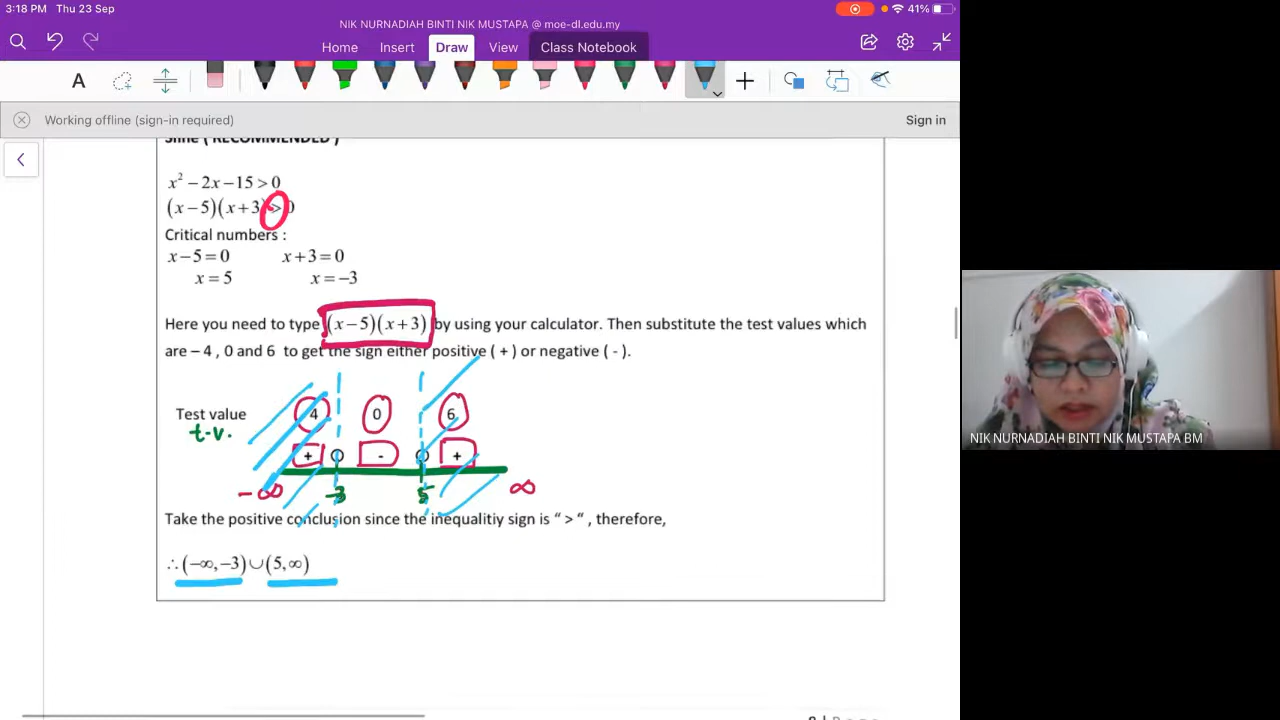 3:18 PM Thu 23 Sep
41%
NIK NURNADIAH BINTI NIK MUSTAPA @ moe-dl.edu.my
Home Insert Draw View Class Notebook
A
Working offline (sign-in required) Sign in
Sline ( RECOMMENDED )
x² − 2x − 15 > 0
(x − 5)(x + 3) > 0
Critical numbers :
x − 5 = 0 x + 3 = 0
x = 5 x = −3
Here you need to type (x − 5)(x + 3) by using your calculator. Then substitute the test values which
are – 4 , 0 and 6 to get the sign either positive ( + ) or negative ( - ).
Test value 4 0 6
t.v.
+ - +
-∞ -3 5 ∞
Take the positive conclusion since the inequalitiy sign is “ > “ , therefore,
∴ (−∞, −3) ∪ (5, ∞)
NIK NURNADIAH BINTI NIK MUSTAPA BM